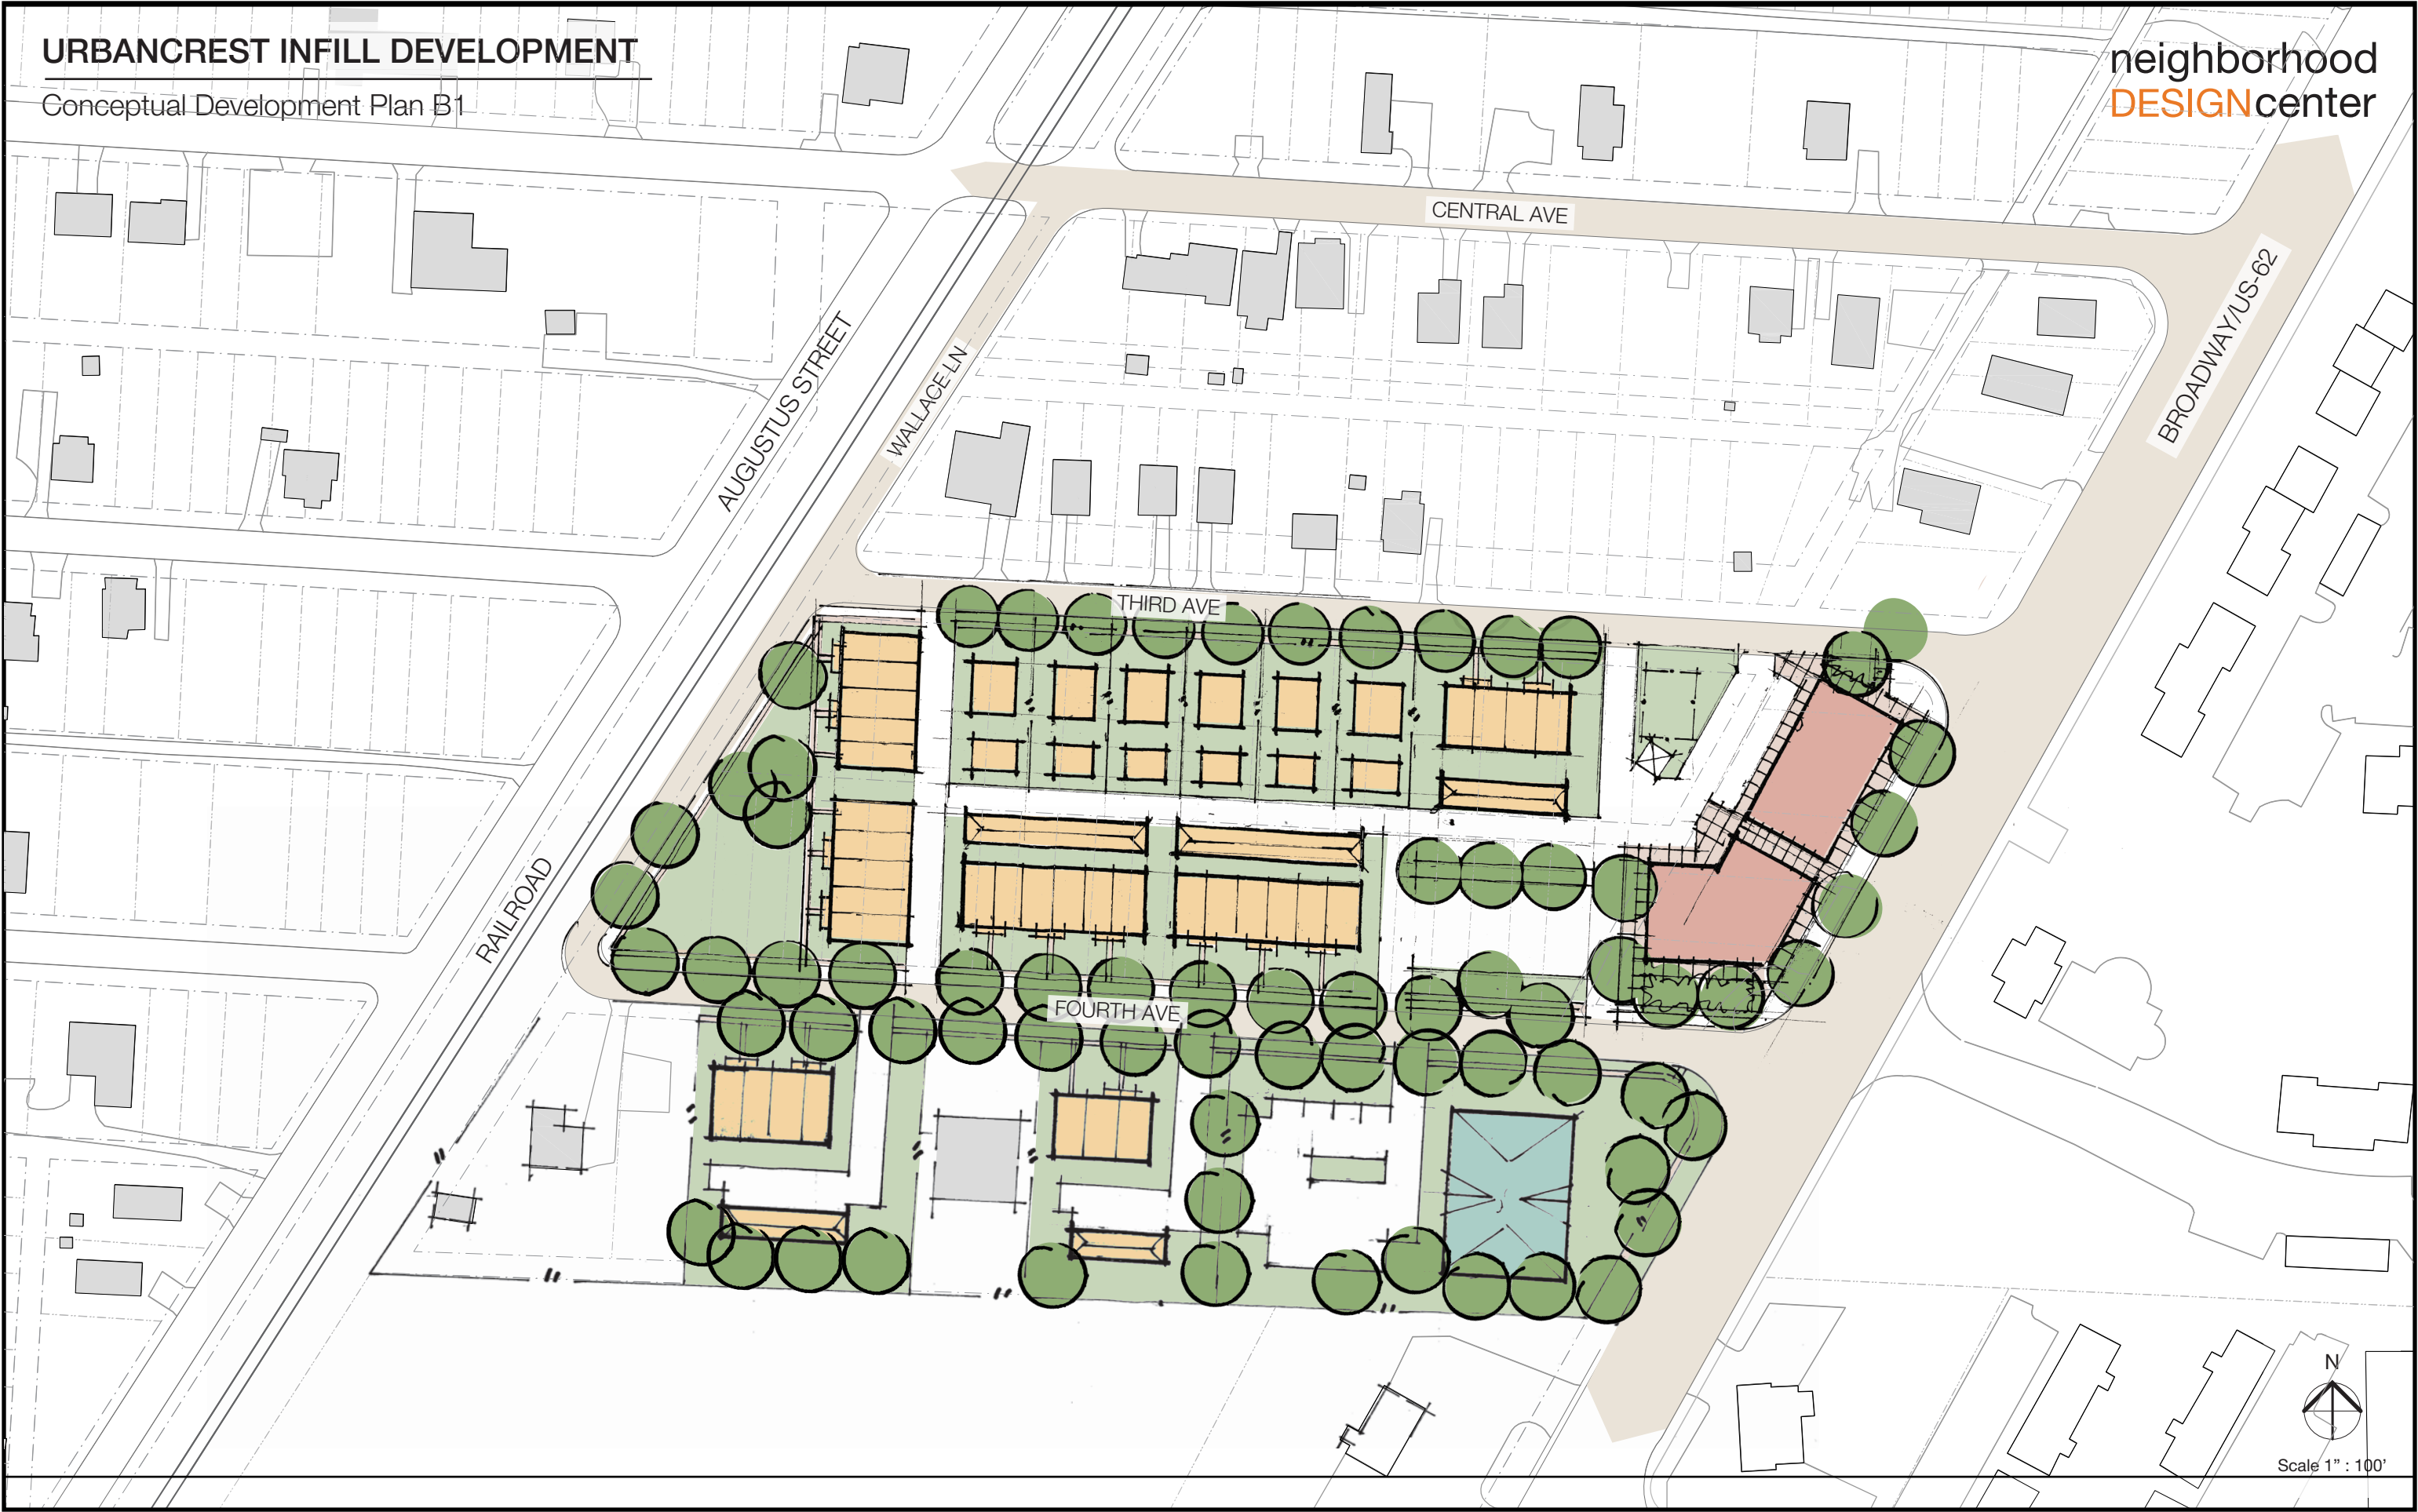 URBANCREST INFILL DEVELOPMENT
Conceptual Development Plan B1
neighborhood
DESIGNcenter
CENTRAL AVE
BROADWAY/US-62
AUGUSTUS STREET
WALLACE LN
THIRD AVE
RAILROAD
FOURTH AVE
N
Scale 1" : 100'